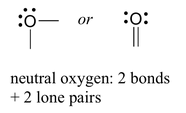 O or O
neutral oxygen: 2 bonds
+ 2 lone pairs